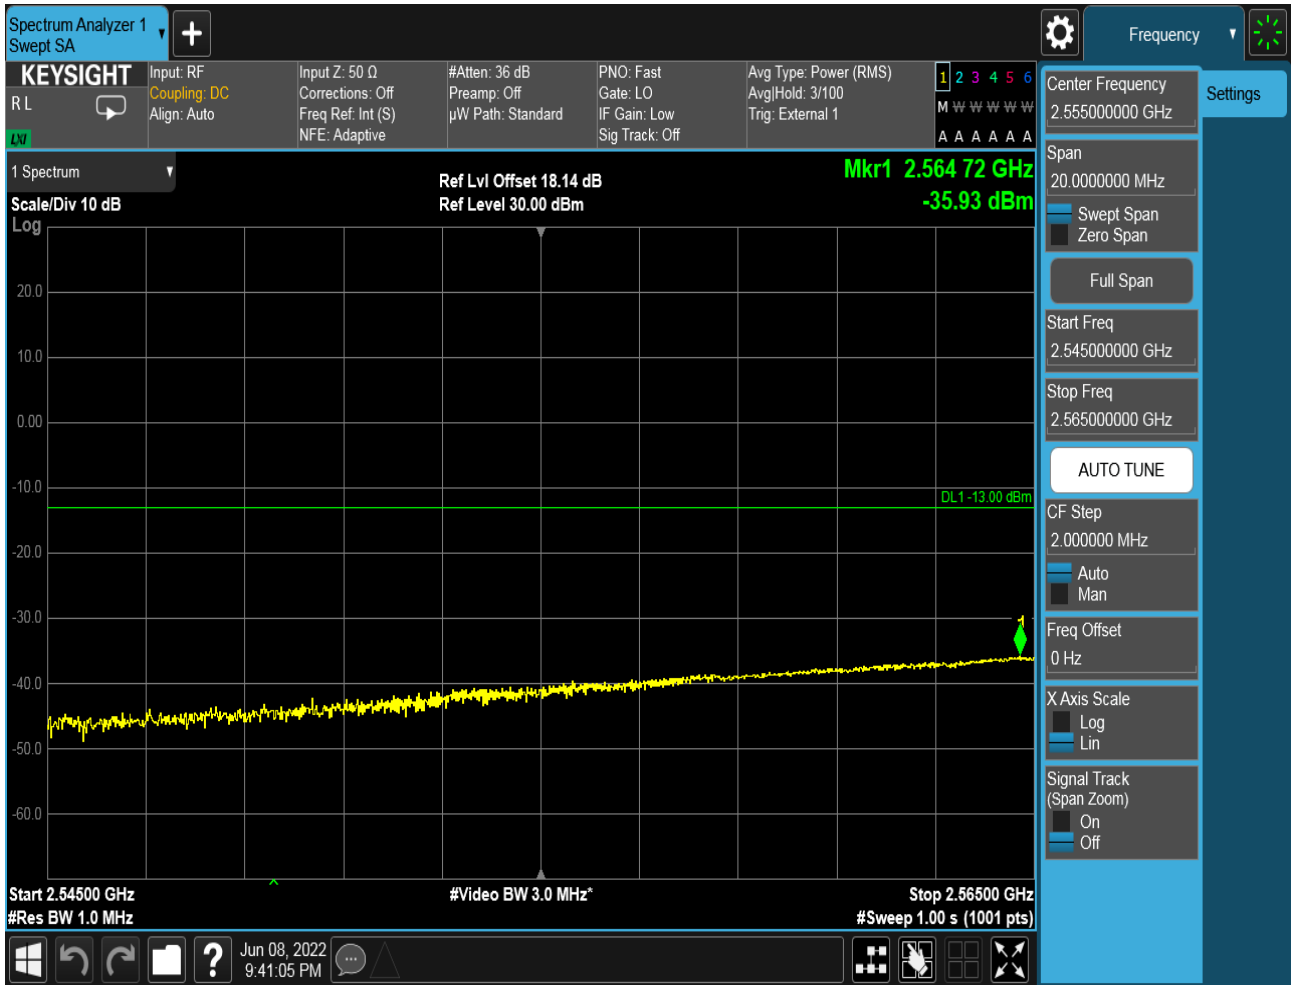 Spectrum Analyzer 1
Swept SA
Frequency
KEYSIGHT
R L
LXI
Input: RF
Coupling: DC
Align: Auto
Input Z: 50 Ω
Corrections: Off
Freq Ref: Int (S)
NFE: Adaptive
#Atten: 36 dB
Preamp: Off
µW Path: Standard
PNO: Fast
Gate: LO
IF Gain: Low
Sig Track: Off
Avg Type: Power (RMS)
Avg|Hold: 3/100
Trig: External 1
1 2 3 4 5 6
M W W W W W
A A A A A A
1 Spectrum
Scale/Div 10 dB
Log
Ref Lvl Offset 18.14 dB
Ref Level 30.00 dBm
Mkr1 2.564 72 GHz
-35.93 dBm
20.0
10.0
0.00
-10.0
-20.0
-30.0
-40.0
-50.0
-60.0
DL1 -13.00 dBm
1
Start 2.54500 GHz
#Res BW 1.0 MHz
#Video BW 3.0 MHz*
Stop 2.56500 GHz
#Sweep 1.00 s (1001 pts)
Center Frequency
2.555000000 GHz
Span
20.0000000 MHz
Swept Span
Zero Span
Full Span
Start Freq
2.545000000 GHz
Stop Freq
2.565000000 GHz
AUTO TUNE
CF Step
2.000000 MHz
Auto
Man
Freq Offset
0 Hz
X Axis Scale
Log
Lin
Signal Track
(Span Zoom)
On
Off
Settings
?
Jun 08, 2022
9:41:05 PM